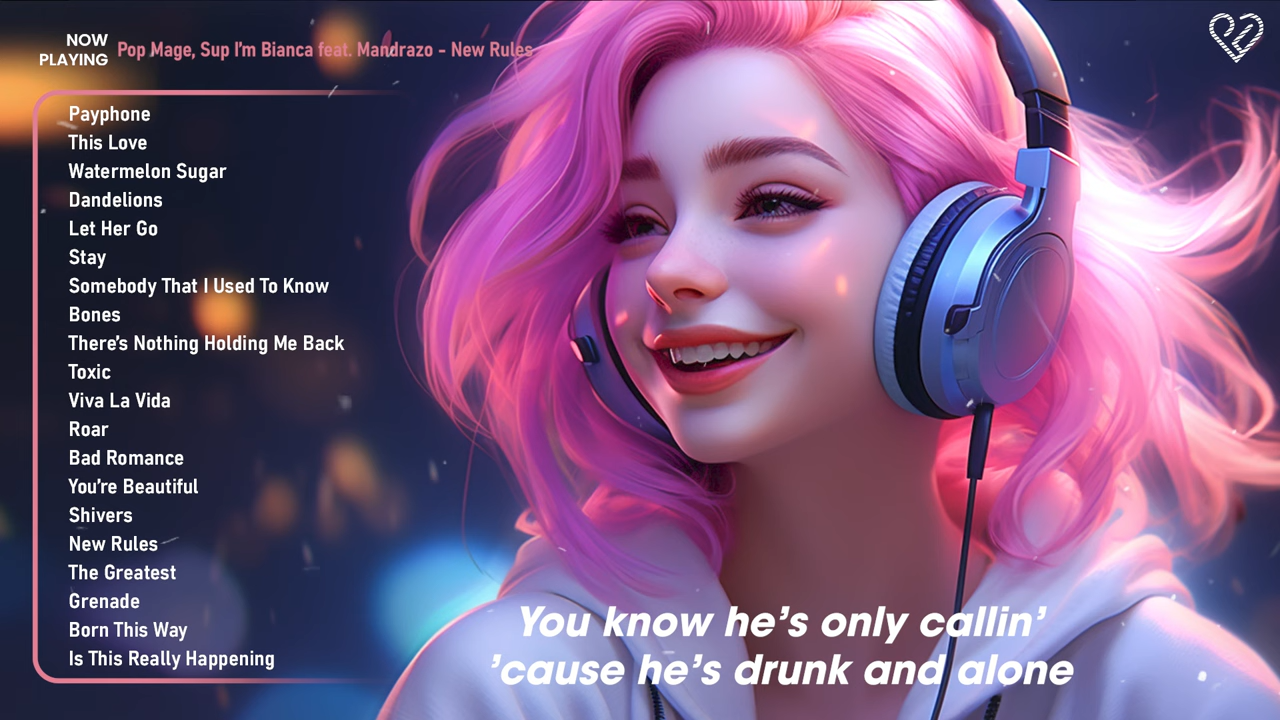 NOW
PLAYING
Pop Mage, Sup I'm Bianca feat. Mandrazo - New Rules
Payphone
This Love
Watermelon Sugar
Dandelions
Let Her Go
Stay
Somebody That I Used To Know
Bones
There's Nothing Holding Me Back
Toxic
Viva La Vida
Roar
Bad Romance
You're Beautiful
Shivers
New Rules
The Greatest
Grenade
Born This Way
Is This Really Happening
You know he's only callin'
'cause he's drunk and alone